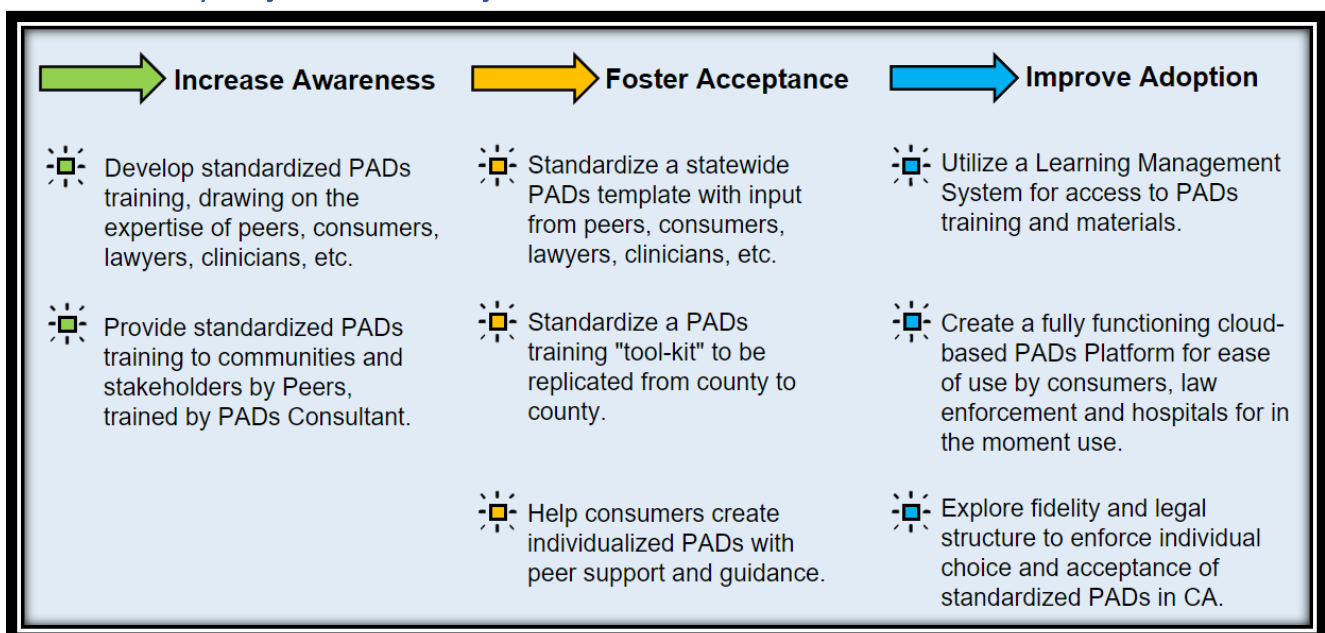 Increase Awareness
Develop standardized PADs
training, drawing on the
expertise of peers, consumers,
lawyers, clinicians, etc.
Provide standardized PADs
training to communities and
stakeholders by Peers,
trained by PADs Consultant.
Foster Acceptance
Standardize a statewide
PADs template with input
from peers, consumers,
lawyers, clinicians, etc.
Standardize a PADs
training "tool-kit" to be
replicated from county to
county.
Help consumers create
individualized PADs with
peer support and guidance.
Improve Adoption
Utilize a Learning Management
System for access to PADs
training and materials.
Create a fully functioning cloud-
based PADs Platform for ease
of use by consumers, law
enforcement and hospitals for in
the moment use.
Explore fidelity and legal
structure to enforce individual
choice and acceptance of
standardized PADs in CA.